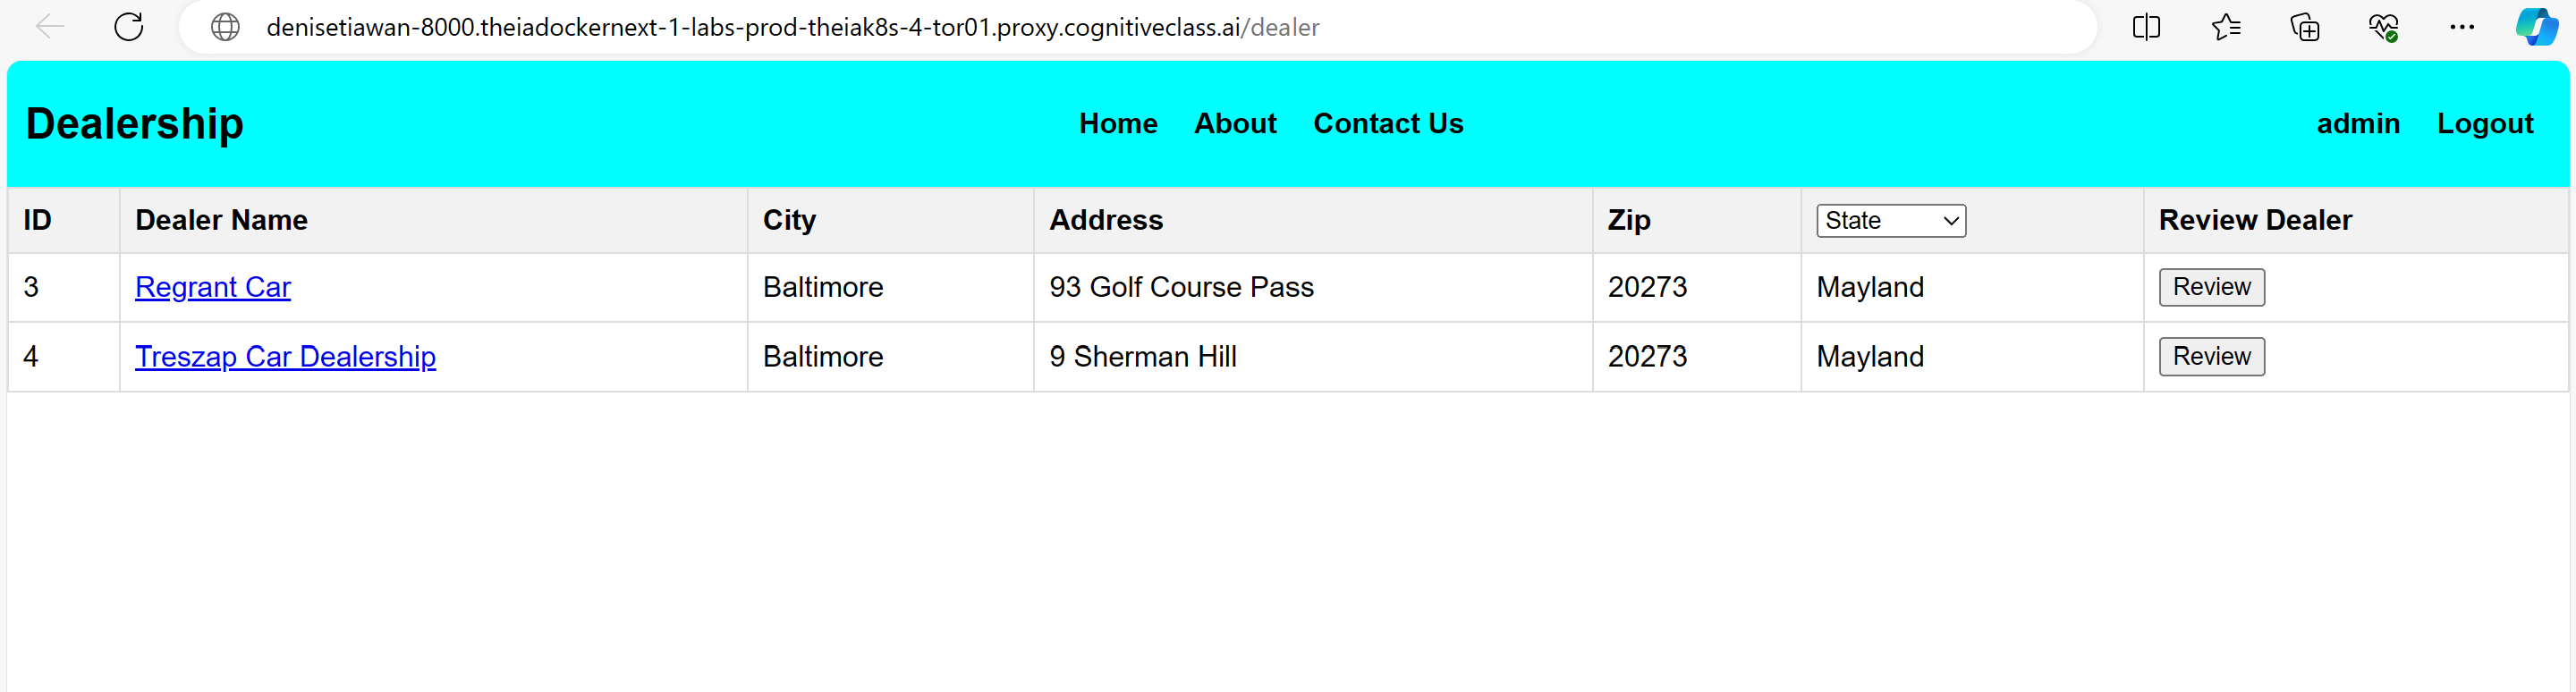 denisetiawan-8000.theiadockernext-1-labs-prod-theiak8s-4-tor01.proxy.cognitiveclass.ai/dealer
Dealership Home About Contact Us admin Logout
ID Dealer Name City Address Zip State Review Dealer
3 Regrant Car Baltimore 93 Golf Course Pass 20273 Mayland Review
4 Treszap Car Dealership Baltimore 9 Sherman Hill 20273 Mayland Review